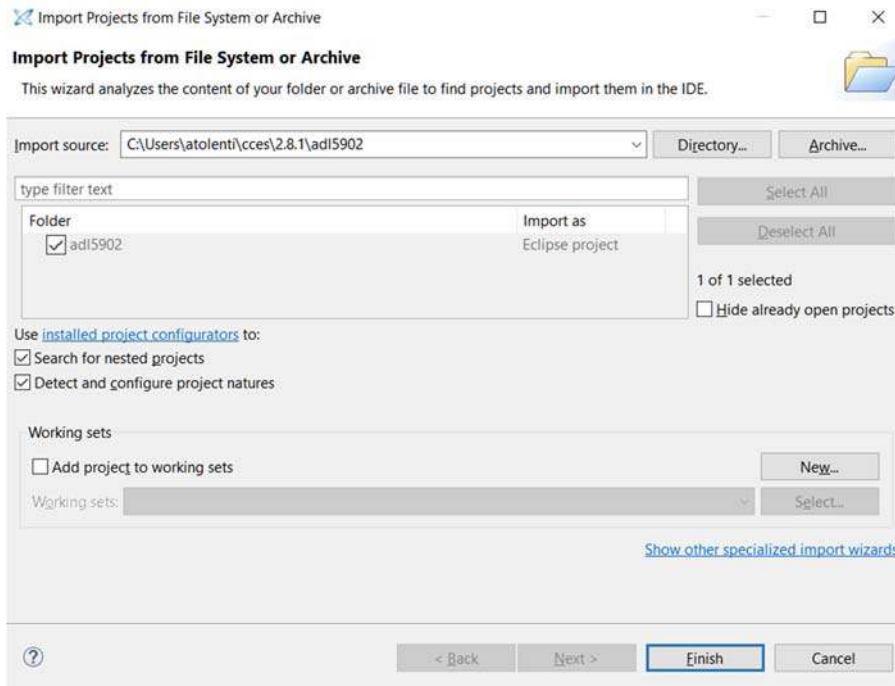 Import Projects from File System or Archive
Import Projects from File System or Archive
This wizard analyzes the content of your folder or archive file to find projects and import them in the IDE.
Import source: C:\Users\atolenti\cces\2.8.1\adl5902 Directory... Archive...
type filter text Select All
Folder Import as
adl5902 Eclipse project
Deselect All
1 of 1 selected
Hide already open projects
Use installed project configurators to:
Search for nested projects
Detect and configure project natures
Working sets
Add project to working sets New...
Working sets: Select...
Show other specialized import wizards
? < Back Next > Finish Cancel